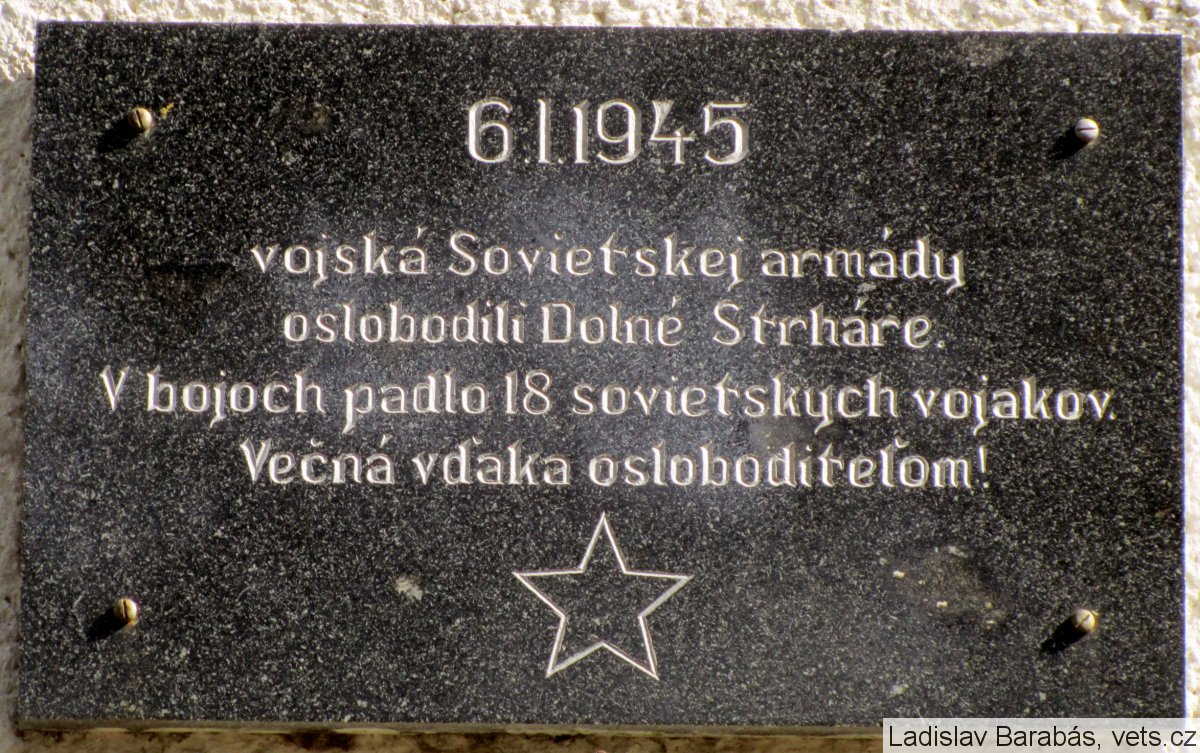 6.I.1945
vojská Sovietskej armády
oslobodili Dolné Strháre.
V bojoch padlo 18 sovietskych vojakov.
Večná vďaka osloboditeľom!
Ladislav Barabás, vets.cz